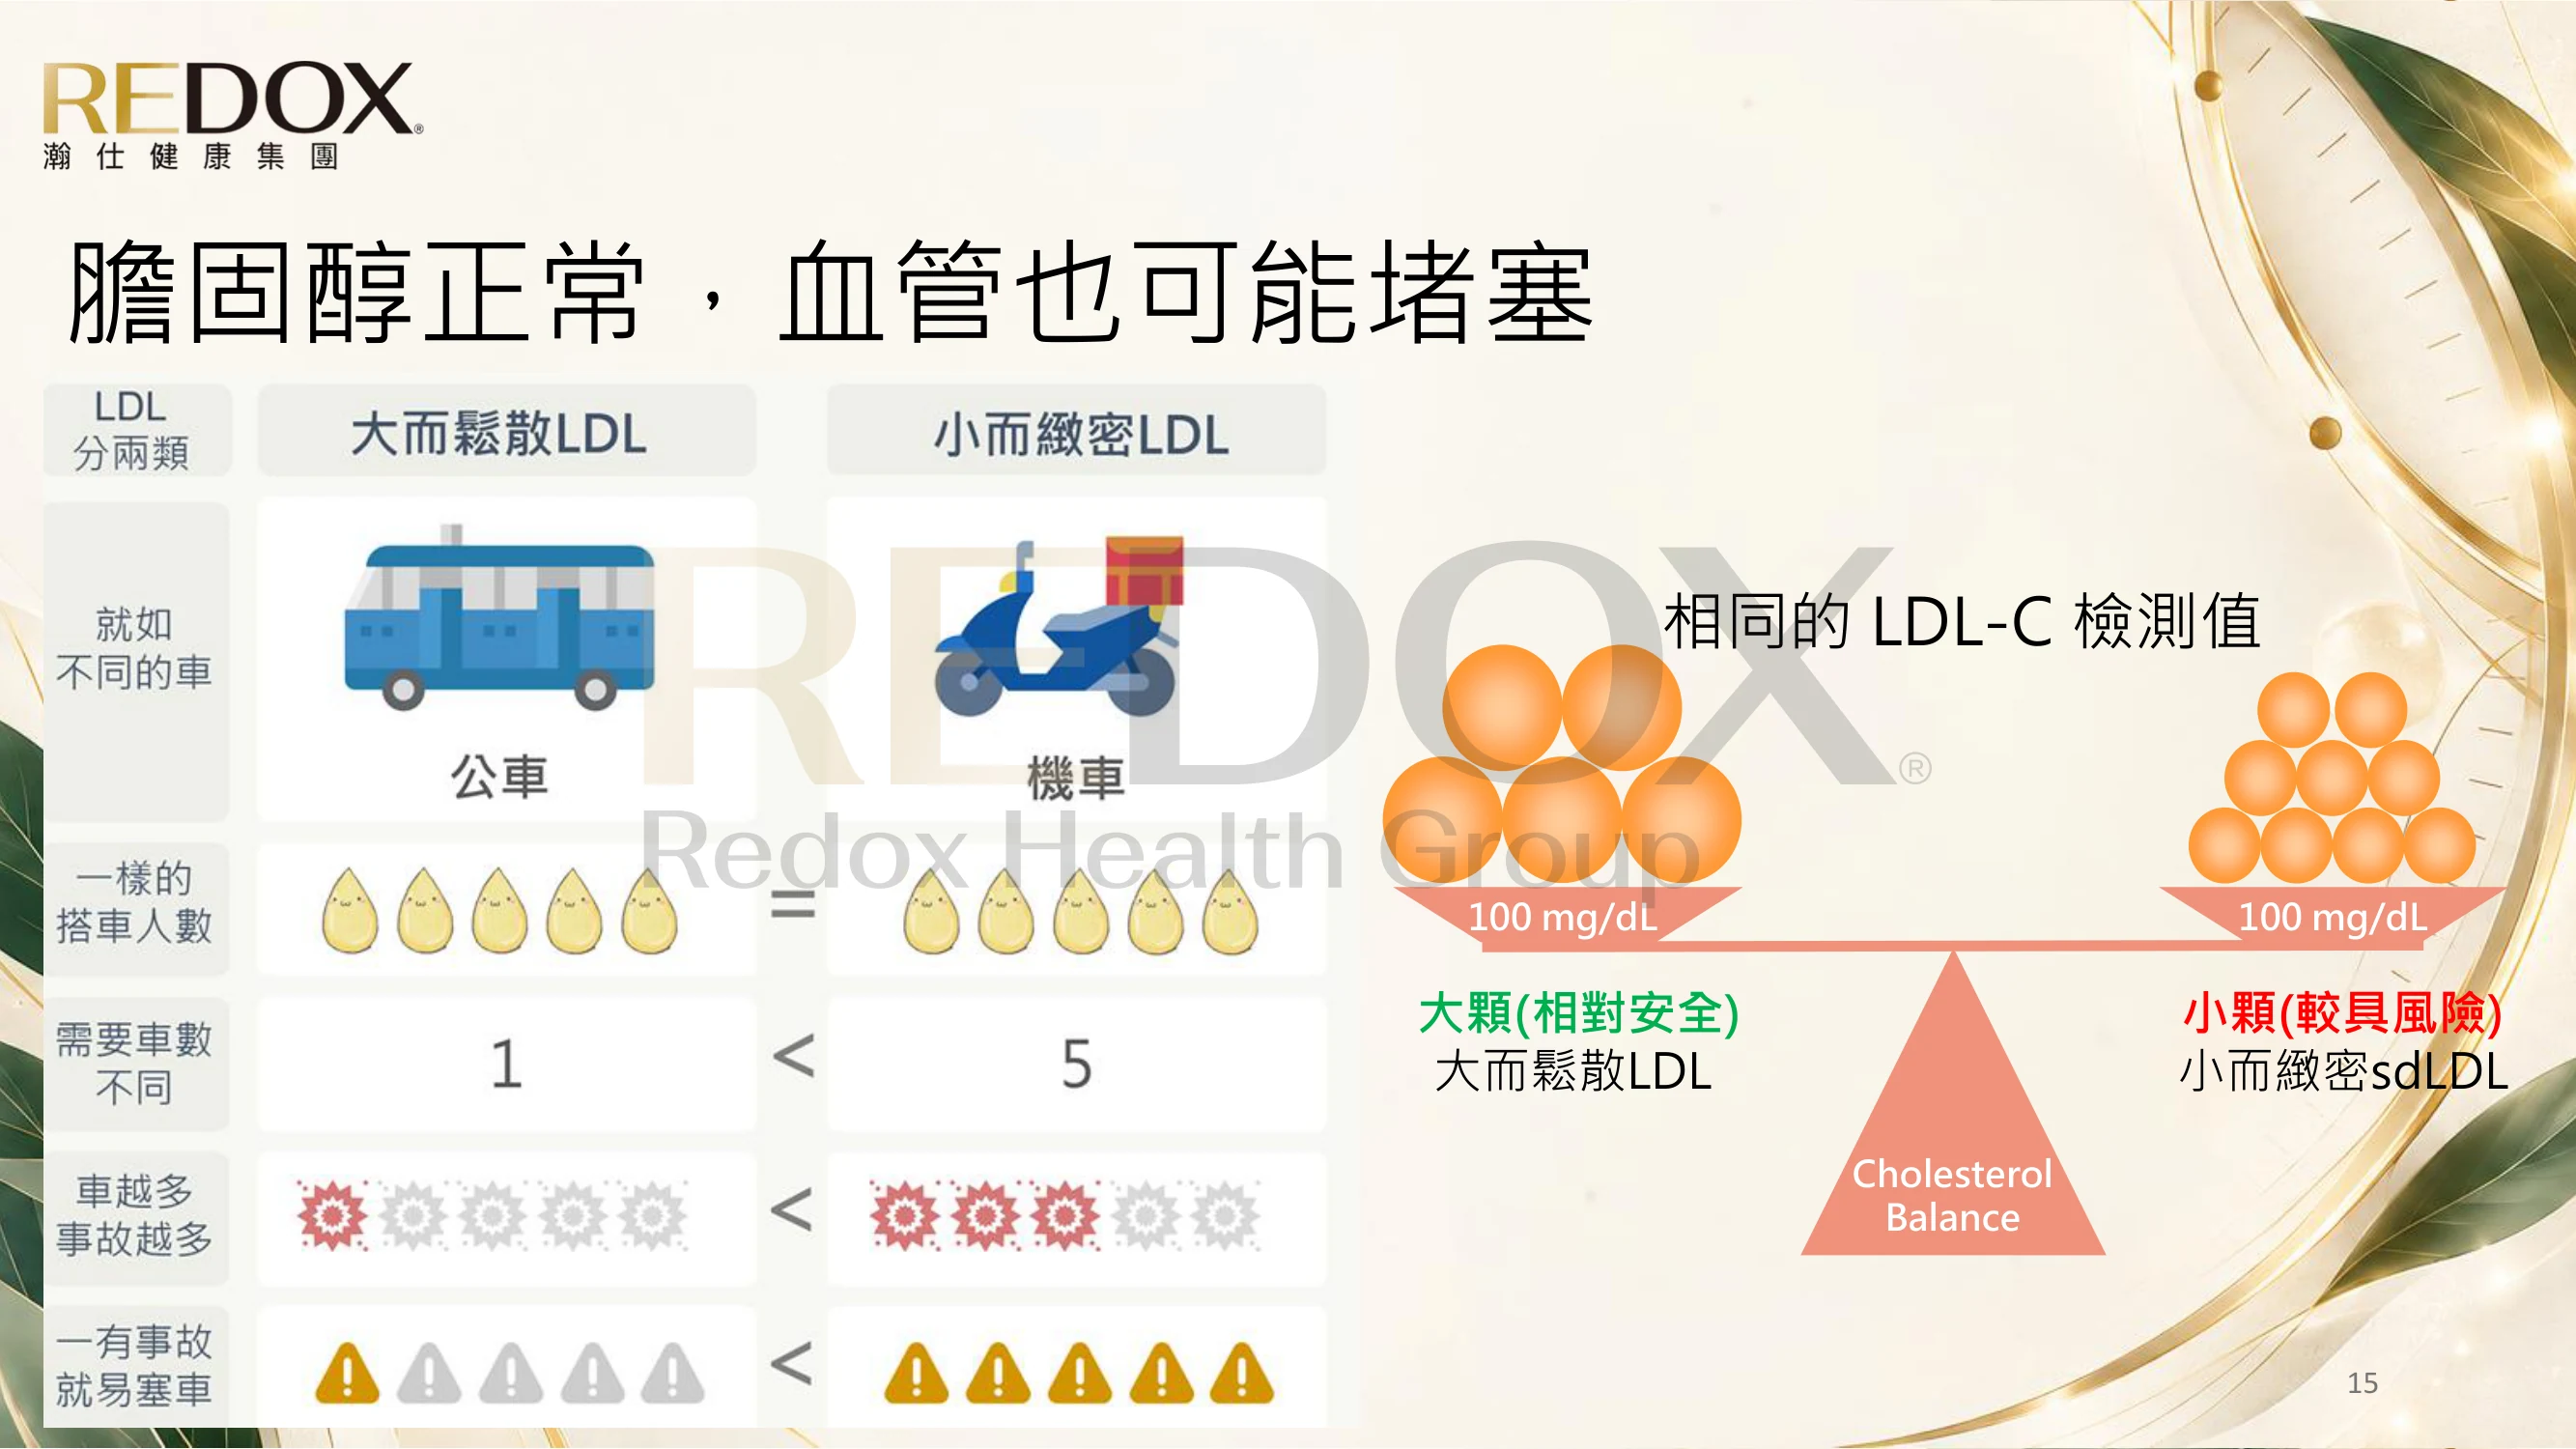 REDOX®
瀚仕健康集團
膽固醇正常，血管也可能堵塞
LDL
分兩類
大而鬆散LDL
小而緻密LDL
就如
不同的車
公車
機車
一樣的
搭車人數
=
需要車數
不同
1
<
5
車越多
事故越多
<
一有事故
就易塞車
<
REDOX®
Redox Health Group
相同的 LDL-C 檢測值
100 mg/dL
100 mg/dL
大顆(相對安全)
大而鬆散LDL
小顆(較具風險)
小而緻密sdLDL
Cholesterol
Balance
15